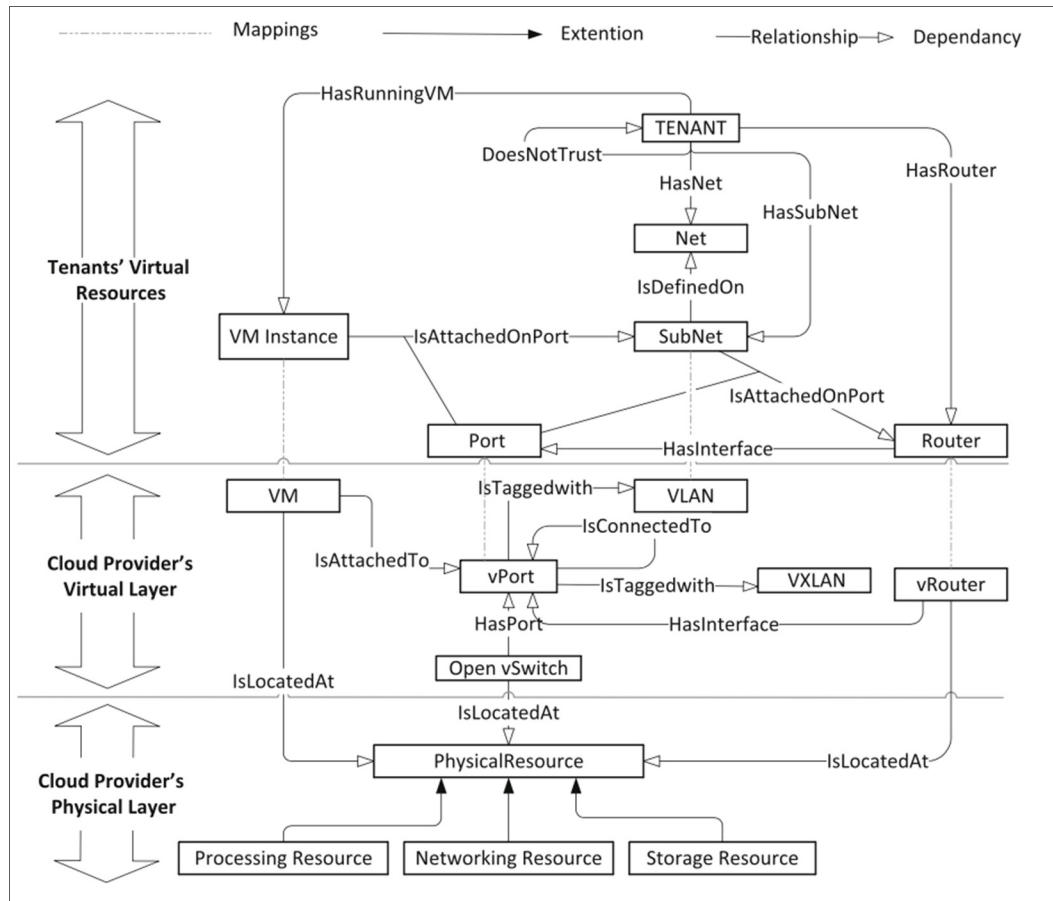 Mappings
Extention
Relationship
Dependancy
HasRunningVM
TENANT
DoesNotTrust
HasNet
HasRouter
HasSubNet
Net
Tenants' Virtual
Resources
IsDefinedOn
VM Instance
IsAttachedOnPort
SubNet
IsAttachedOnPort
Port
HasInterface
Router
VM
IsTaggedwith
VLAN
IsConnectedTo
Cloud Provider's
Virtual Layer
IsAttachedTo
vPort
IsTaggedwith
VXLAN
vRouter
HasPort
HasInterface
Open vSwitch
IsLocatedAt
IsLocatedAt
PhysicalResource
IsLocatedAt
Cloud Provider's
Physical Layer
Processing Resource
Networking Resource
Storage Resource